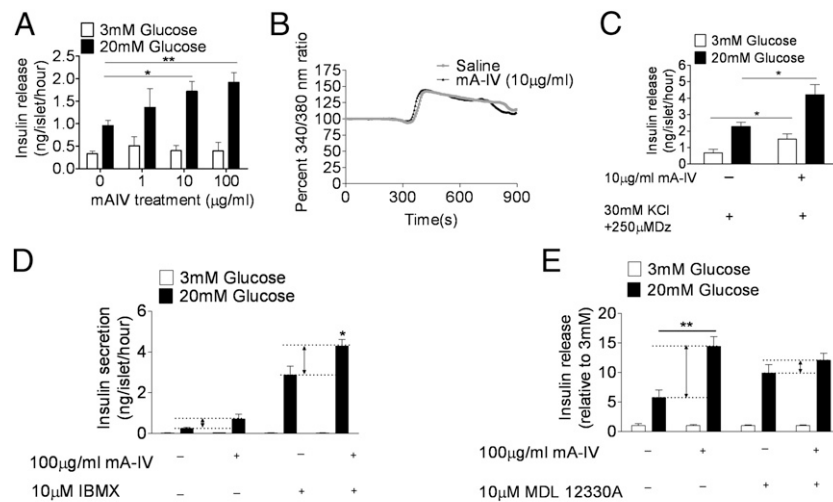 A
3mM Glucose
20mM Glucose
**
*
Insulin release
(ng/islet/hour)
2.5
2.0
1.5
1.0
0.5
0.0
0 1 10 100
mAIV treatment (μg/ml)
B
Saline
mA-IV (10μg/ml)
Percent 340/380 nm ratio
175
150
125
100
75
50
25
0
0 300 600 900
Time(s)
C
3mM Glucose
20mM Glucose
*
*
Insulin release
(ng/islet/hour)
6
5
4
3
2
1
0
10μg/ml mA-IV – +
30mM KCl
+250μMDz + +
D
3mM Glucose
20mM Glucose
*
Insulin secretion
(ng/islet/hour)
6
4
2
0
100μg/ml mA-IV – + – +
10μM IBMX – – + +
E
3mM Glucose
20mM Glucose
**
Insulin release
(relative to 3mM)
20
15
10
5
0
100μg/ml mA-IV – + – +
10μM MDL 12330A – – + +